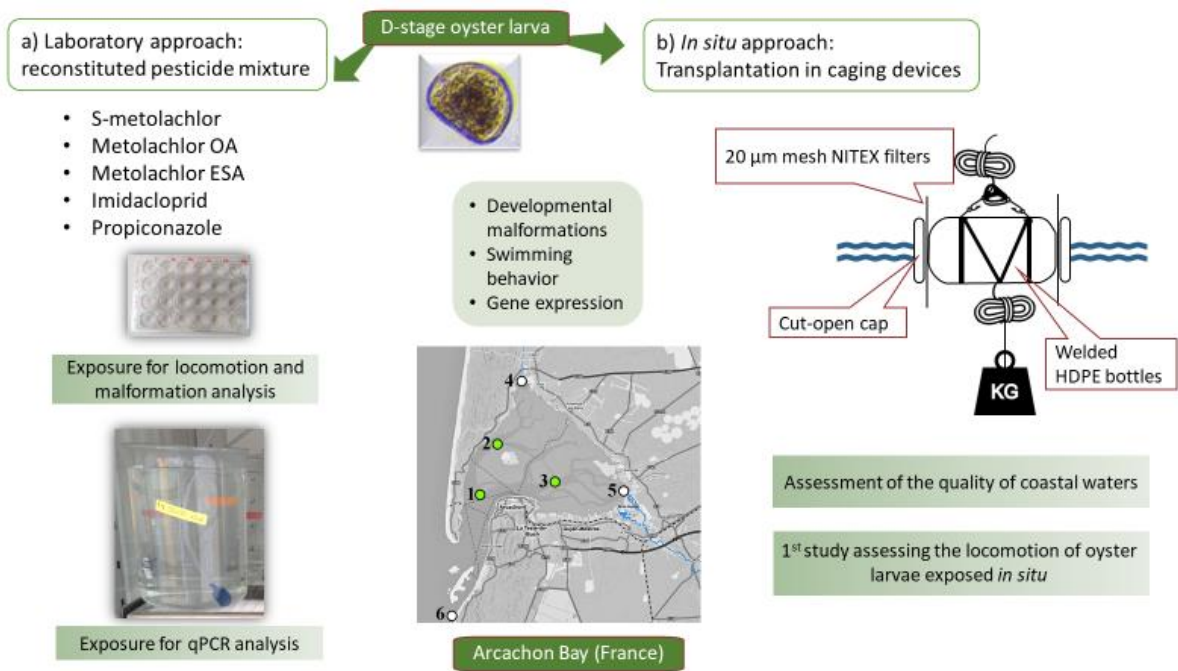 D-stage oyster larva
a) Laboratory approach:
reconstituted pesticide mixture
• S-metolachlor
• Metolachlor OA
• Metolachlor ESA
• Imidacloprid
• Propiconazole
Exposure for locomotion and
malformation analysis
Exposure for qPCR analysis
• Developmental
malformations
• Swimming
behavior
• Gene expression
4
2
3
1
5
6
Arcachon
Arcachon Bay (France)
b) In situ approach:
Transplantation in caging devices
20 µm mesh NITEX filters
Cut-open cap
Welded
HDPE bottles
KG
Assessment of the quality of coastal waters
1st study assessing the locomotion of oyster
larvae exposed in situ